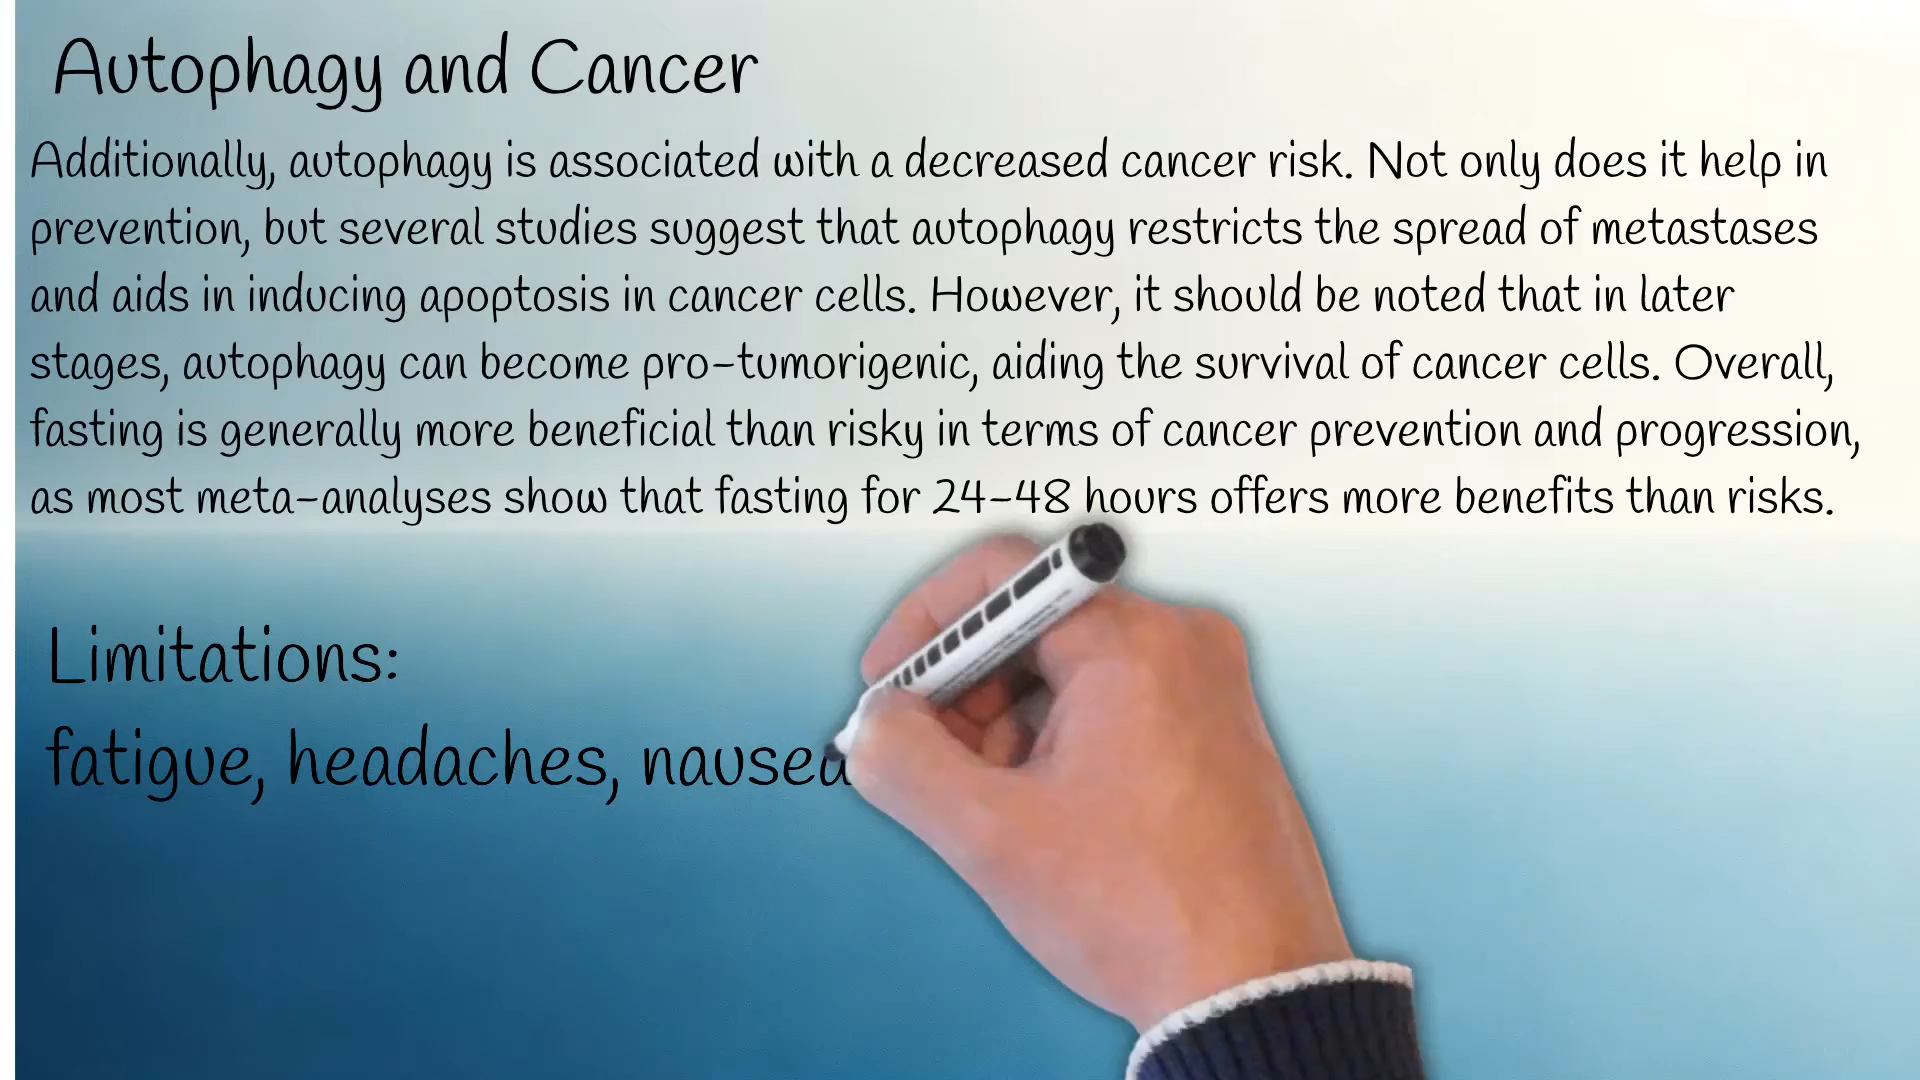 Autophagy and Cancer
Additionally, autophagy is associated with a decreased cancer risk. Not only does it help in
prevention, but several studies suggest that autophagy restricts the spread of metastases
and aids in inducing apoptosis in cancer cells. However, it should be noted that in later
stages, autophagy can become pro-tumorigenic, aiding the survival of cancer cells. Overall,
fasting is generally more beneficial than risky in terms of cancer prevention and progression,
as most meta-analyses show that fasting for 24-48 hours offers more benefits than risks.
Limitations:
fatigue, headaches, nausea